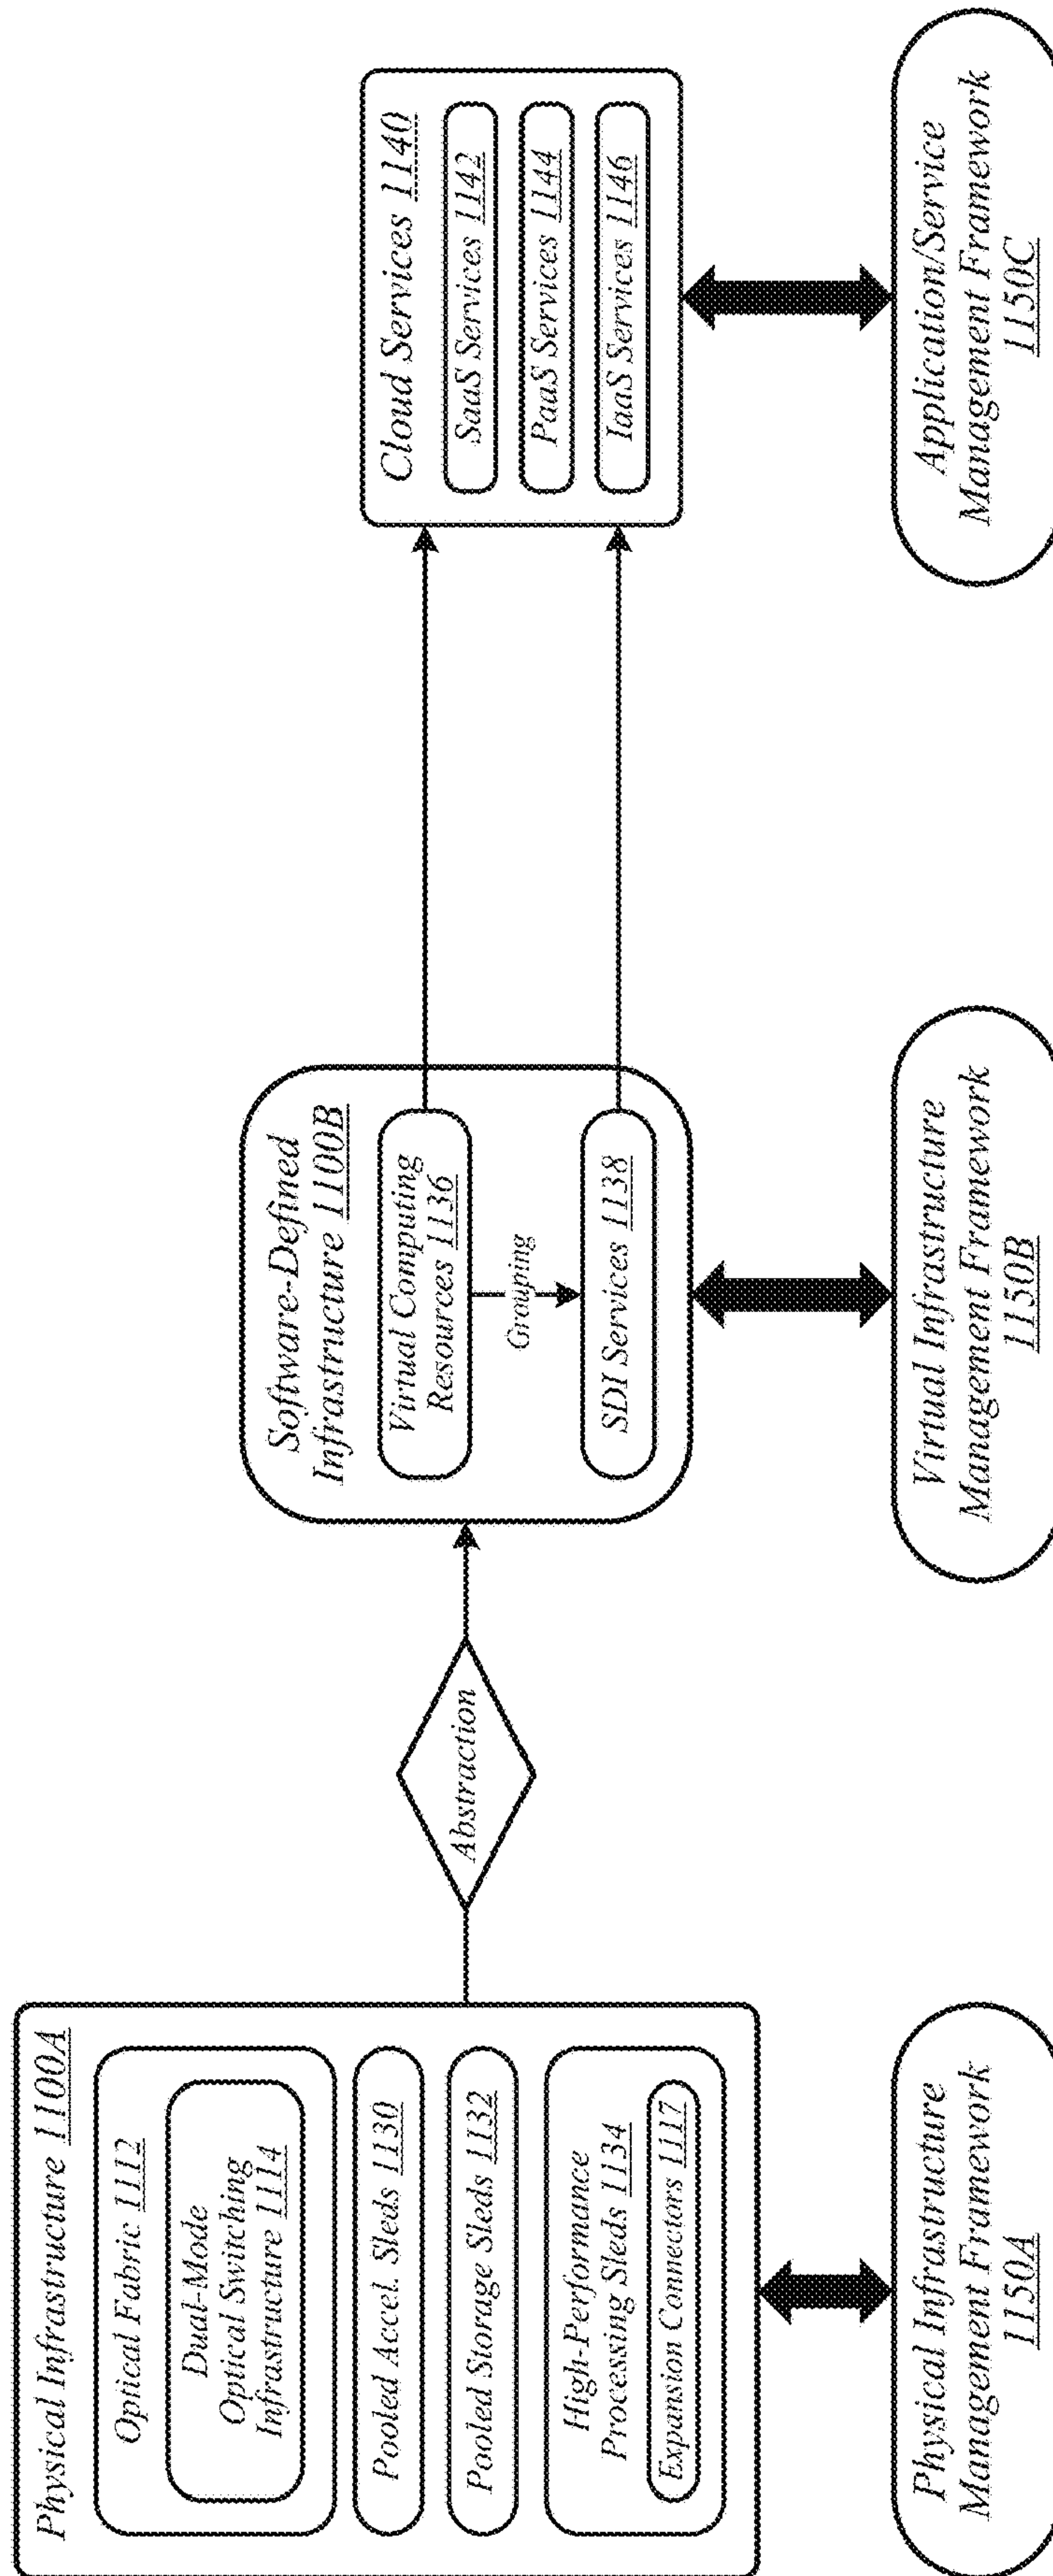 Physical Infrastructure 1100A
Optical Fabric 1112
Dual-Mode
Optical Switching
Infrastructure 1114
Pooled Accel. Sleds 1130
Pooled Storage Sleds 1132
High-Performance
Processing Sleds 1134
Expansion Connectors 1117
Physical Infrastructure
Management Framework
1150A
Abstraction
Software-Defined
Infrastructure 1100B
Virtual Computing
Resources 1136
Grouping
SDI Services 1138
Virtual Infrastructure
Management Framework
1150B
Cloud Services 1140
SaaS Services 1142
PaaS Services 1144
IaaS Services 1146
Application/Service
Management Framework
1150C